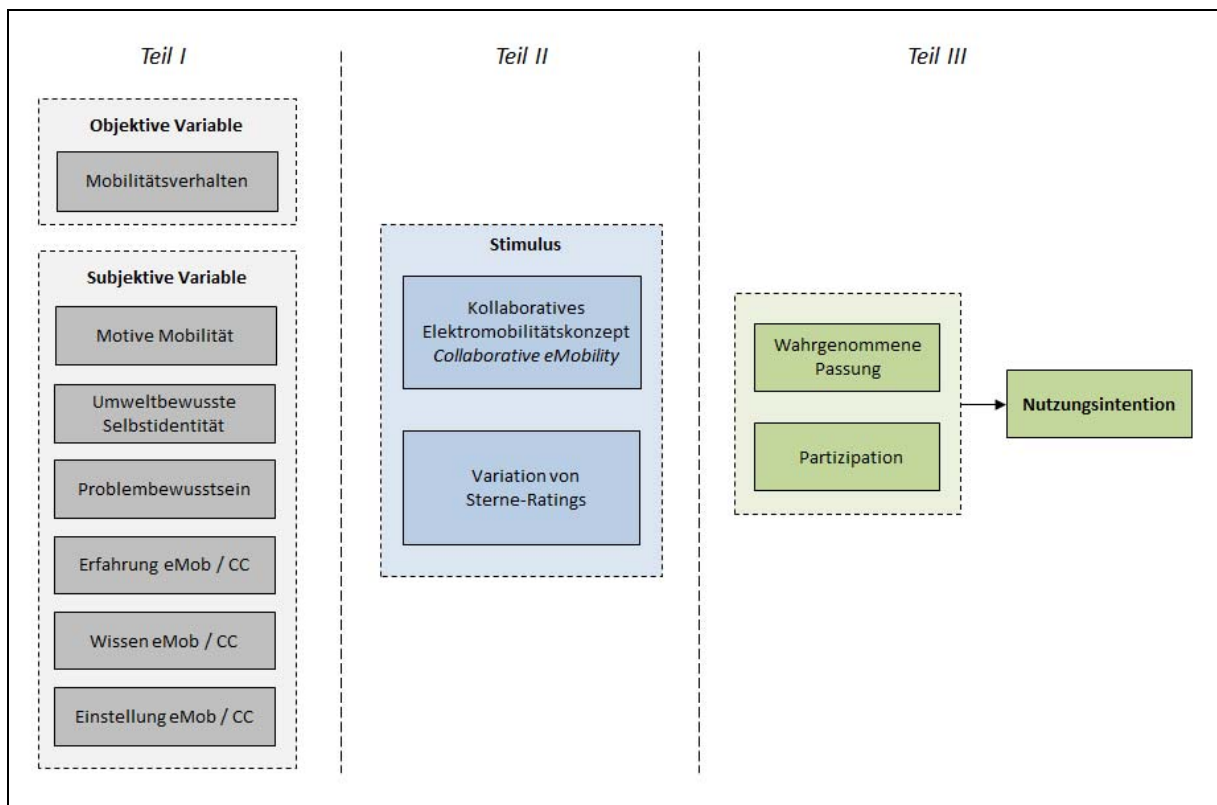 Teil I
Objektive Variable
Mobilitätsverhalten
Subjektive Variable
Motive Mobilität
Umweltbewusste
Selbstidentität
Problembewusstsein
Erfahrung eMob / CC
Wissen eMob / CC
Einstellung eMob / CC
Teil II
Stimulus
Kollaboratives
Elektromobilitätskonzept
Collaborative eMobility
Variation von
Sterne-Ratings
Teil III
Wahrgenommene
Passung
Partizipation
Nutzungsintention